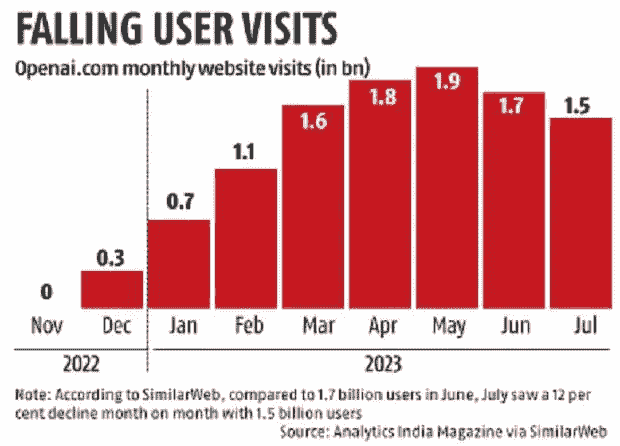 FALLING USER VISITS
Openai.com monthly website visits (in bn)
0
0.3
0.7
1.1
1.6
1.8
1.9
1.7
1.5
Nov Dec Jan Feb Mar Apr May Jun Jul
2022 2023
Note: According to SimilarWeb, compared to 1.7 billion users in June, July saw a 12 per
cent decline month on month with 1.5 billion users
Source: Analytics India Magazine via SimilarWeb